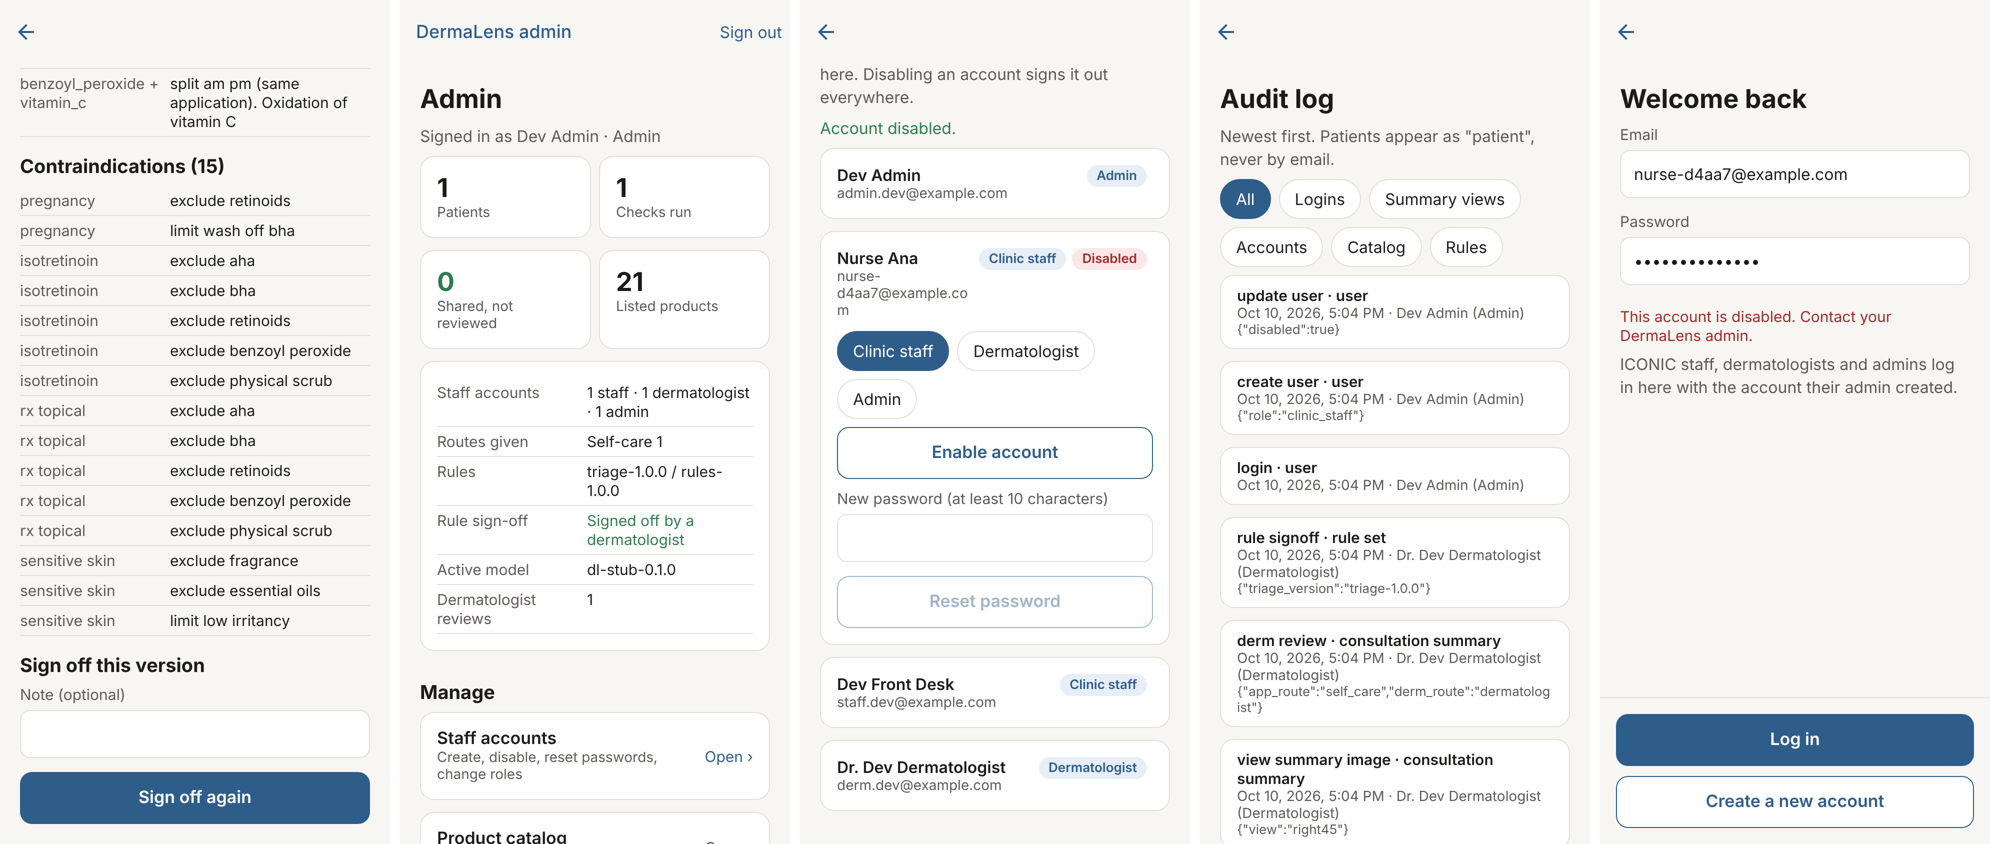 benzoyl_peroxide +
vitamin_c
split am pm (same
application). Oxidation of
vitamin C
Contraindications (15)
pregnancy exclude retinoids
pregnancy limit wash off bha
isotretinoin exclude aha
isotretinoin exclude bha
isotretinoin exclude retinoids
isotretinoin exclude benzoyl peroxide
isotretinoin exclude physical scrub
rx topical exclude aha
rx topical exclude bha
rx topical exclude retinoids
rx topical exclude benzoyl peroxide
rx topical exclude physical scrub
sensitive skin exclude fragrance
sensitive skin exclude essential oils
sensitive skin limit low irritancy
Sign off this version
Note (optional)
Sign off again
DermaLens admin Sign out
Admin
Signed in as Dev Admin · Admin
1
Patients
1
Checks run
0
Shared, not
reviewed
21
Listed products
Staff accounts
1 staff · 1 dermatologist
· 1 admin
Routes given Self-care 1
Rules
triage-1.0.0 / rules-
1.0.0
Rule sign-off
Signed off by a
dermatologist
Active model dl-stub-0.1.0
Dermatologist
reviews
1
Manage
Staff accounts
Create, disable, reset passwords,
change roles
Open ›
Product catalog
here. Disabling an account signs it out
everywhere.
Account disabled.
Dev Admin Admin
admin.dev@example.com
Nurse Ana Clinic staff Disabled
nurse-
d4aa7@example.co
m
Clinic staff Dermatologist
Admin
Enable account
New password (at least 10 characters)
Reset password
Dev Front Desk Clinic staff
staff.dev@example.com
Dr. Dev Dermatologist Dermatologist
derm.dev@example.com
Audit log
Newest first. Patients appear as "patient",
never by email.
All Logins Summary views
Accounts Catalog Rules
update user · user
Oct 10, 2026, 5:04 PM · Dev Admin (Admin)
{"disabled":true}
create user · user
Oct 10, 2026, 5:04 PM · Dev Admin (Admin)
{"role":"clinic_staff"}
login · user
Oct 10, 2026, 5:04 PM · Dev Admin (Admin)
rule signoff · rule set
Oct 10, 2026, 5:04 PM · Dr. Dev Dermatologist
(Dermatologist)
{"triage_version":"triage-1.0.0"}
derm review · consultation summary
Oct 10, 2026, 5:04 PM · Dr. Dev Dermatologist
(Dermatologist)
{"app_route":"self_care","derm_route":"dermatolog
ist"}
view summary image · consultation
summary
Oct 10, 2026, 5:04 PM · Dr. Dev Dermatologist
(Dermatologist)
{"view":"right45"}
Welcome back
Email
nurse-d4aa7@example.com
Password
••••••••••••••
This account is disabled. Contact your
DermaLens admin.
ICONIC staff, dermatologists and admins log
in here with the account their admin created.
Log in
Create a new account